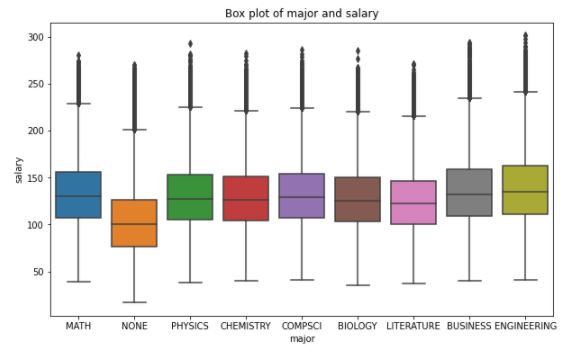 Box plot of major and salary
300
250
200
150
100
50
salary
MATH NONE PHYSICS CHEMISTRY COMPSCI BIOLOGY LITERATURE BUSINESS ENGINEERING
major